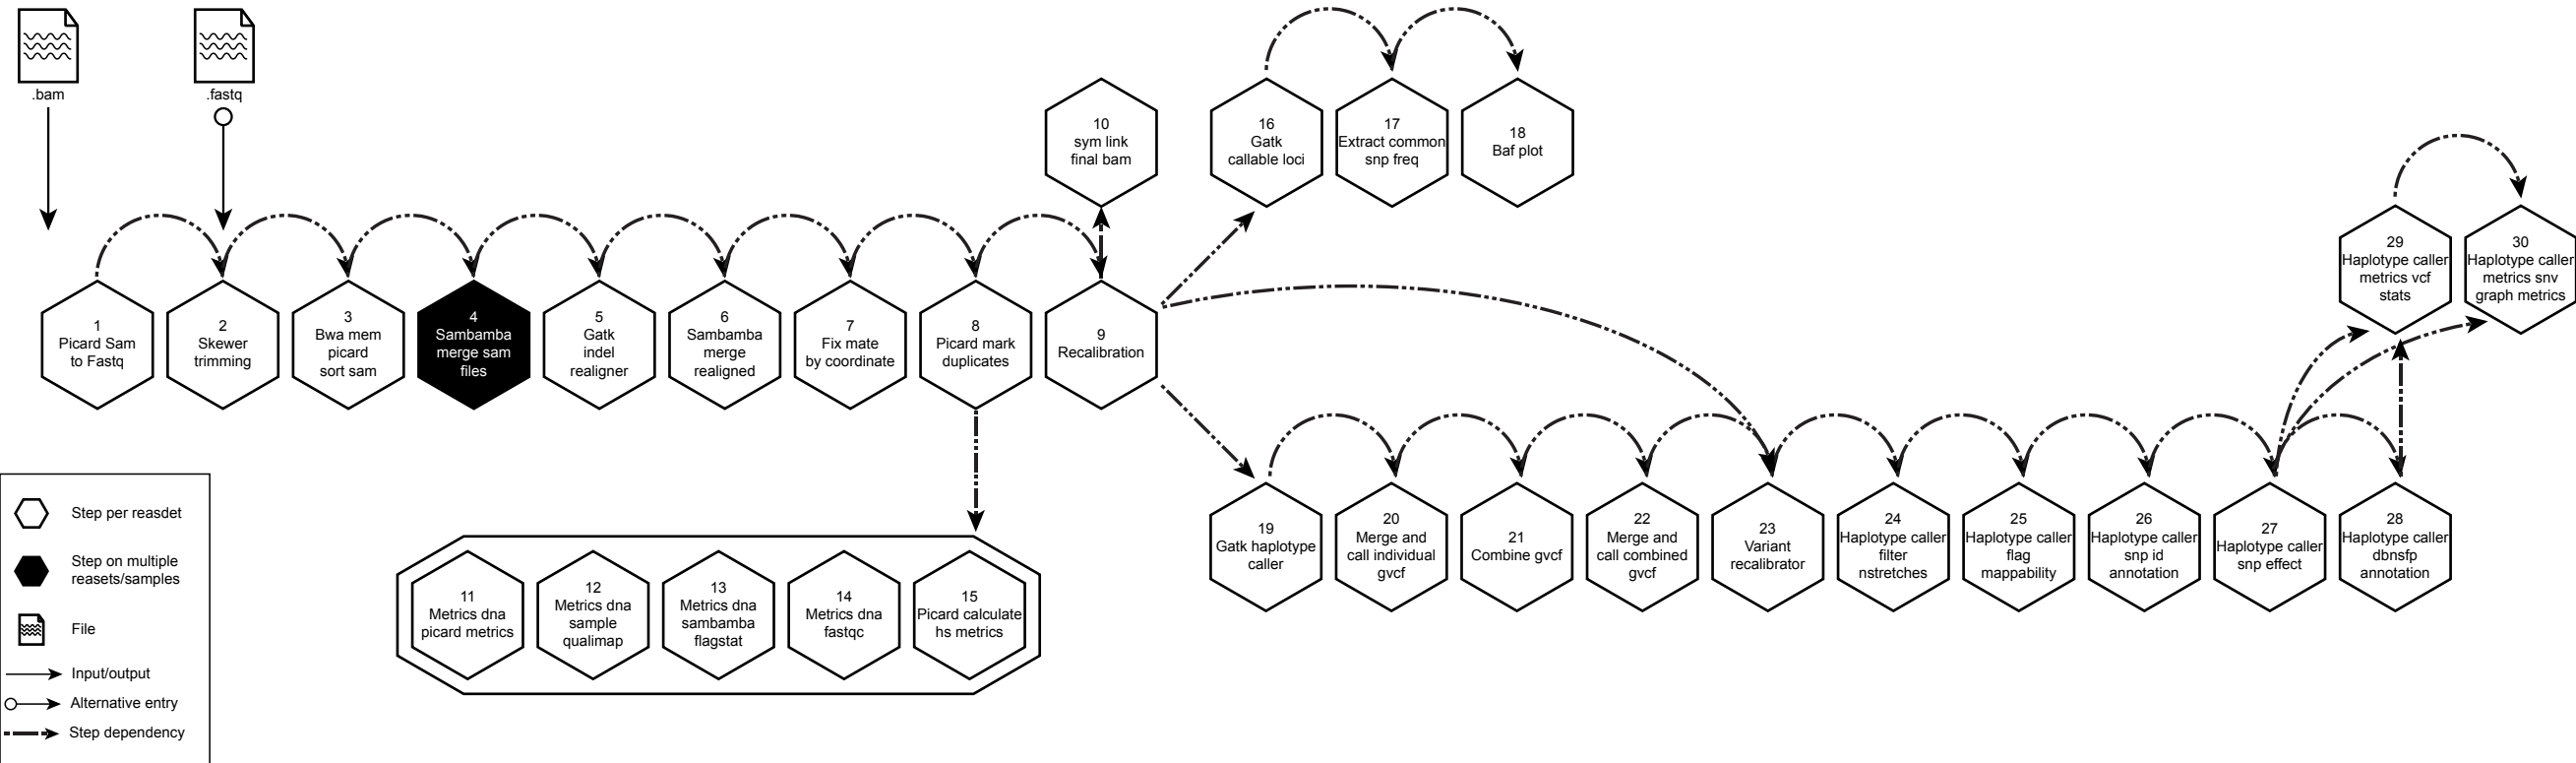 .bam
.fastq
10
sym link
final bam
16
Gatk
callable loci
17
Extract common
snp freq
18
Baf plot
29
Haplotype caller
metrics vcf
stats
30
Haplotype caller
metrics snv
graph metrics
1
Picard Sam
to Fastq
2
Skewer
trimming
3
Bwa mem
picard
sort sam
4
Sambamba
merge sam
files
5
Gatk
indel
realigner
6
Sambamba
merge
realigned
7
Fix mate
by coordinate
8
Picard mark
duplicates
9
Recalibration
19
Gatk haplotype
caller
20
Merge and
call individual
gvcf
21
Combine gvcf
22
Merge and
call combined
gvcf
23
Variant
recalibrator
24
Haplotype caller
filter
nstretches
25
Haplotype caller
flag
mappability
26
Haplotype caller
snp id
annotation
27
Haplotype caller
snp effect
28
Haplotype caller
dbnsfp
annotation
11
Metrics dna
picard metrics
12
Metrics dna
sample
qualimap
13
Metrics dna
sambamba
flagstat
14
Metrics dna
fastqc
15
Picard calculate
hs metrics
Step per reasdet
Step on multiple
reasets/samples
File
Input/output
Alternative entry
Step dependency